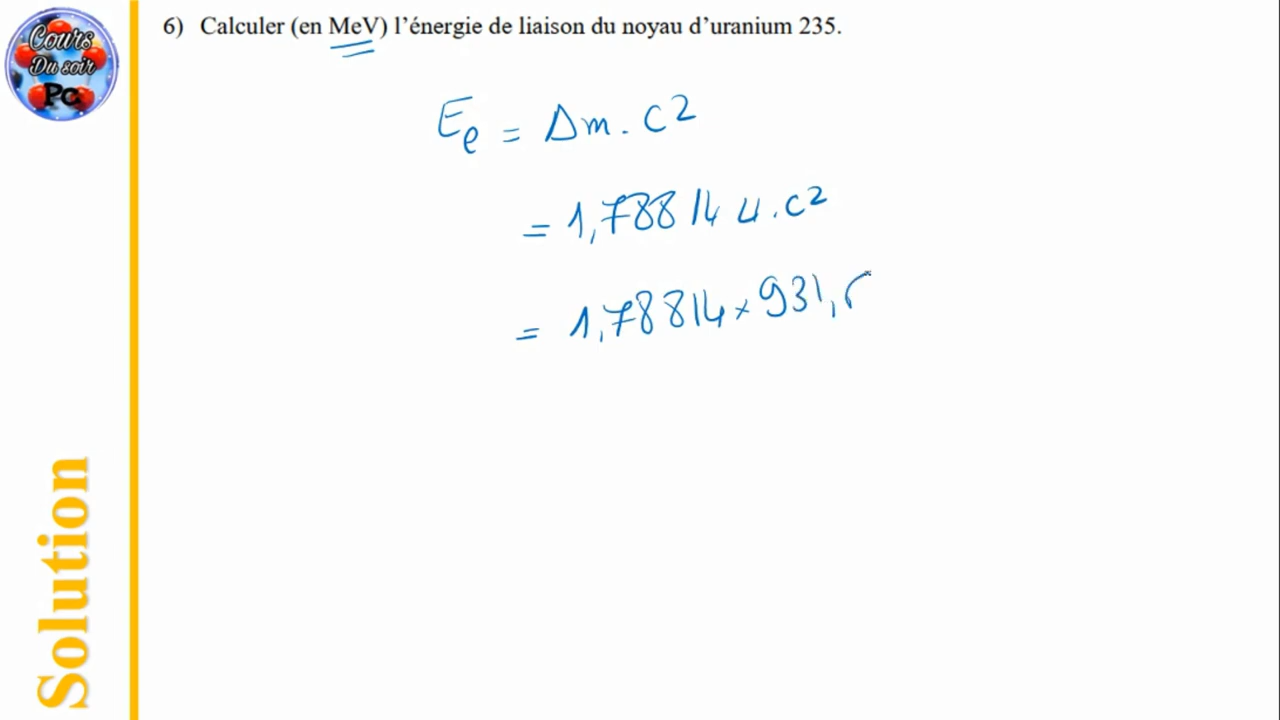 Cours
Du soir
PC
6) Calculer (en MeV) l’énergie de liaison du noyau d’uranium 235.
Eℓ = Δm . C²
= 1,78814 u . c²
= 1,78814 × 931,
Solution